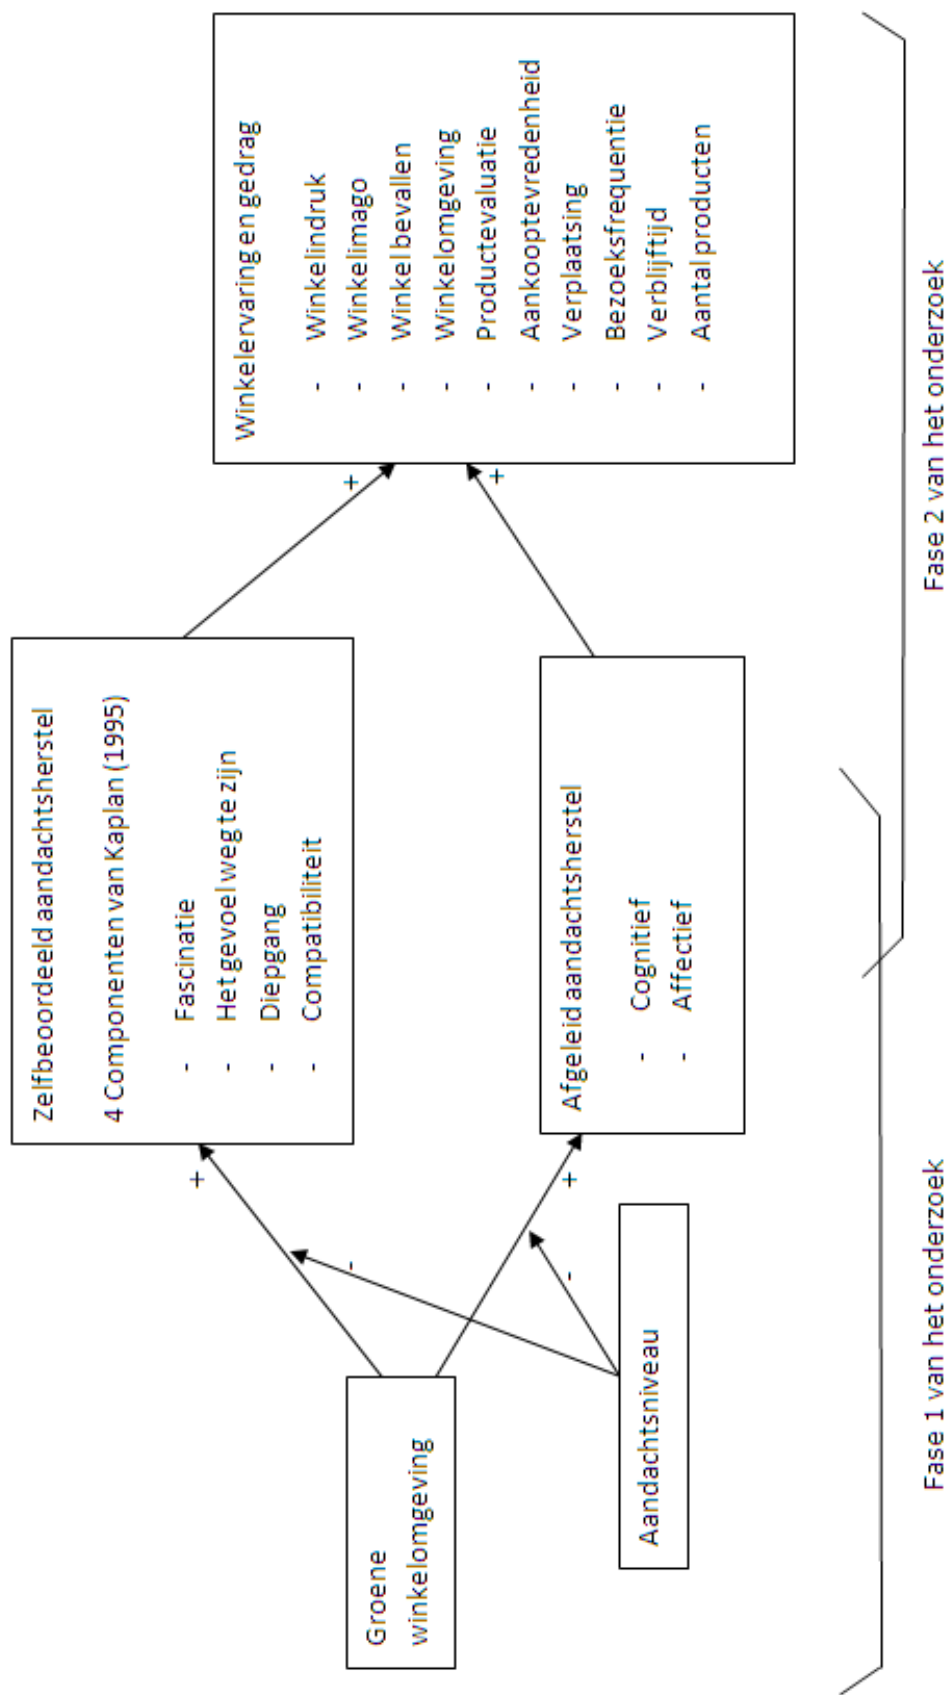 Groene
winkelomgeving
Aandachtsniveau
+
-
+
-
Zelfbeoordeeld aandachtsherstel
4 Componenten van Kaplan (1995)
- Fascinatie
- Het gevoel weg te zijn
- Diepgang
- Compatibiliteit
Afgeleid aandachtsherstel
- Cognitief
- Affectief
+
+
Winkelervaring en gedrag
- Winkelindruk
- Winkelimago
- Winkel bevallen
- Winkelomgeving
- Productevaluatie
- Aankooptevredenheid
- Verplaatsing
- Bezoeksfrequentie
- Verblijftijd
- Aantal producten
Fase 1 van het onderzoek
Fase 2 van het onderzoek